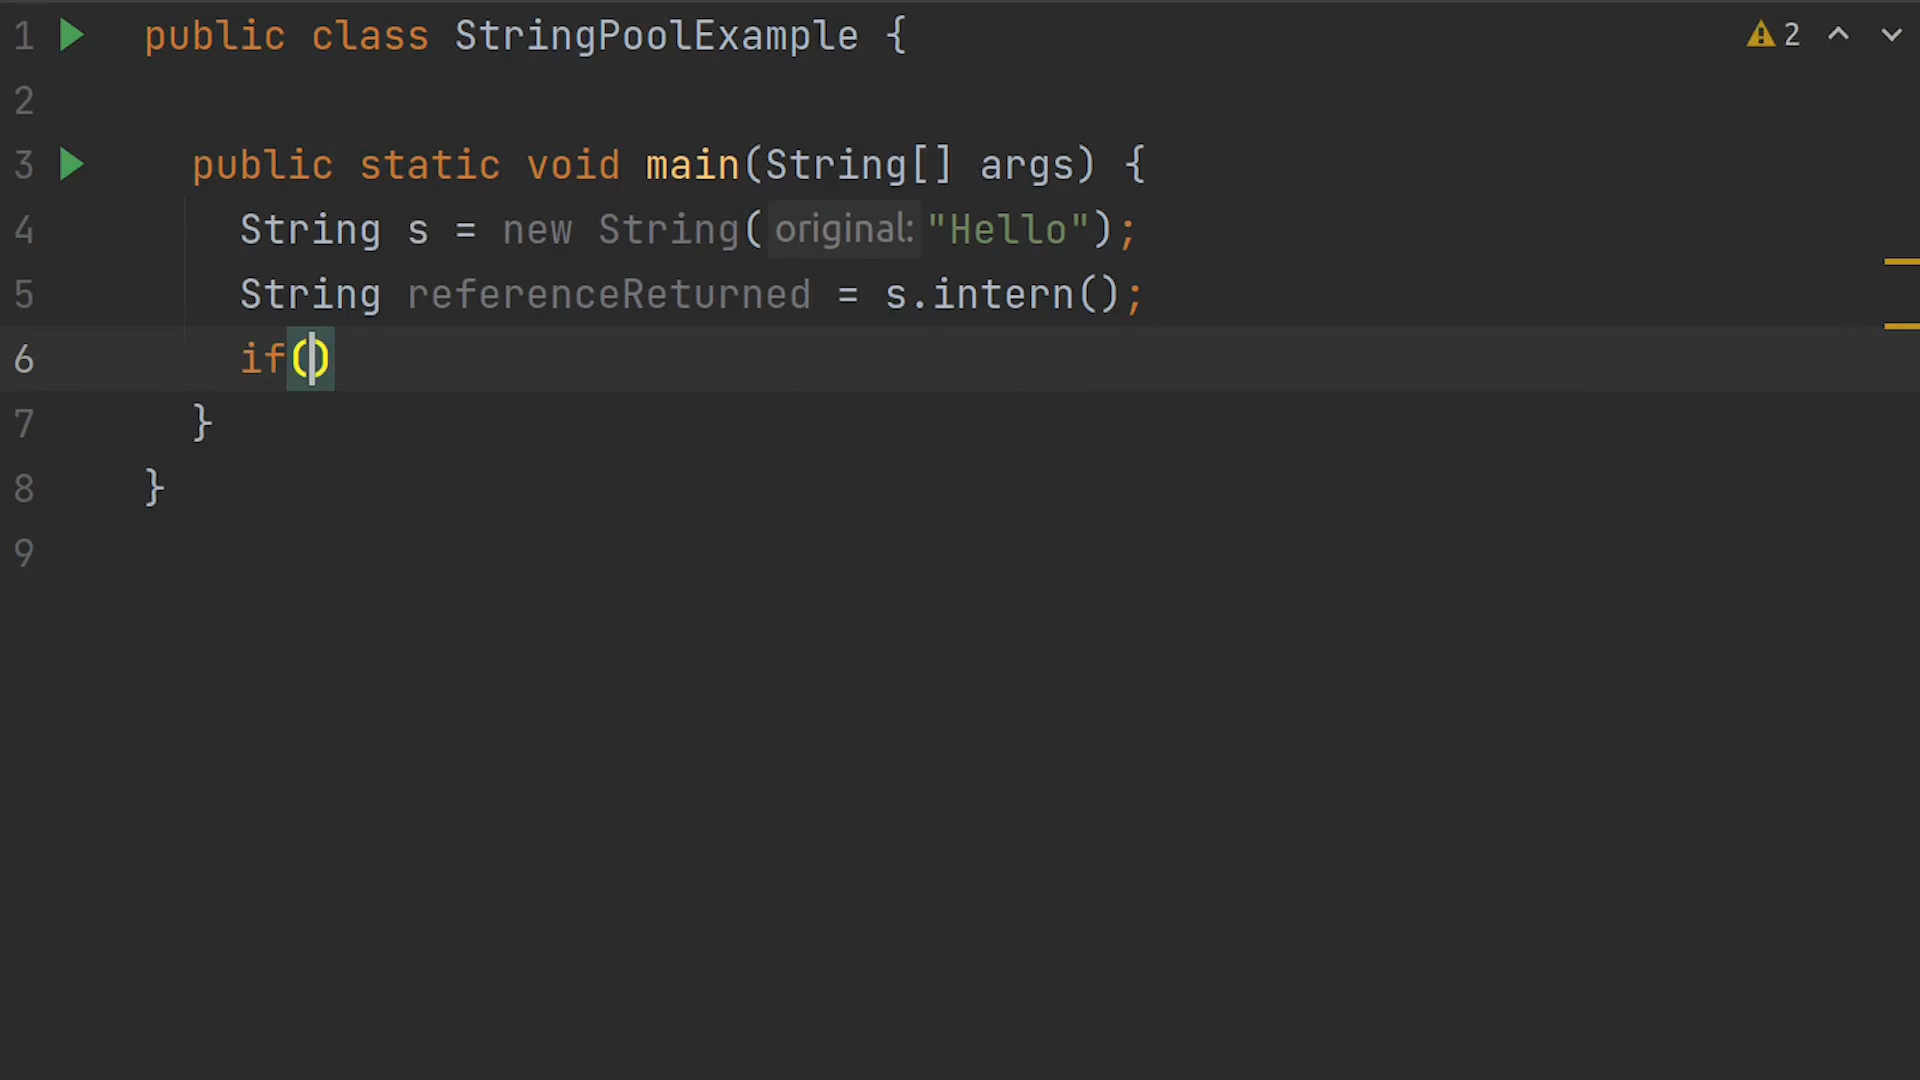 1 public class StringPoolExample { 2
2
3 public static void main(String[] args) {
4 String s = new String( original: "Hello");
5 String referenceReturned = s.intern();
6 if()
7 }
8 }
9